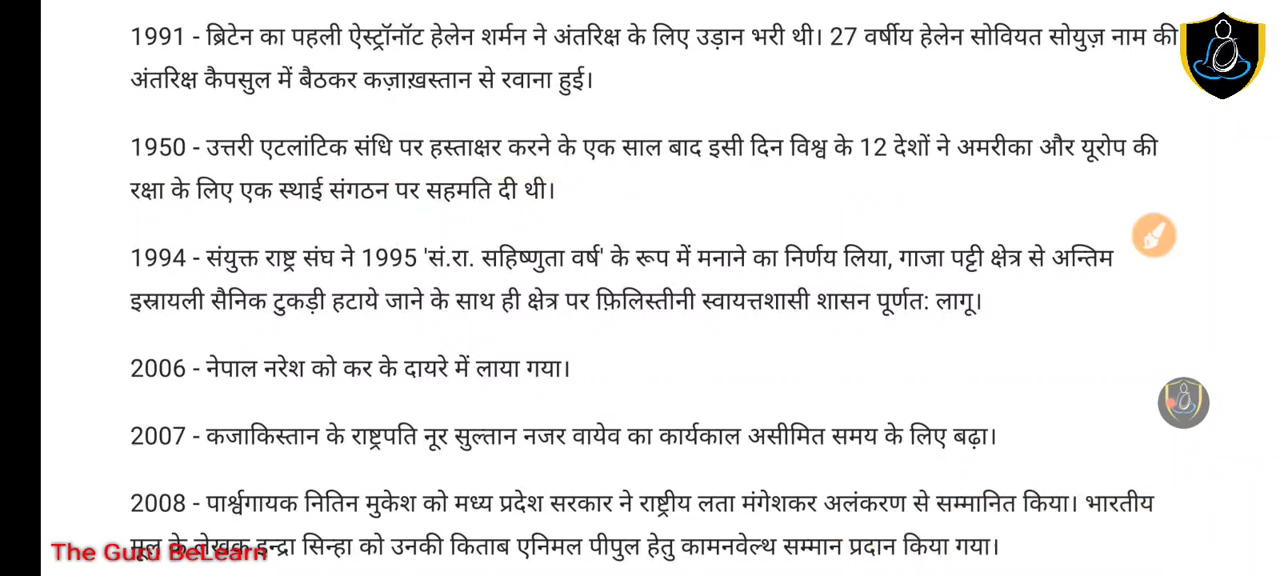 1991 - ब्रिटेन का पहली ऐस्ट्रॉनॉट हेलेन शर्मन ने अंतरिक्ष के लिए उड़ान भरी थी। 27 वर्षीय हेलेन सोवियत सोयुज़ नाम की
अंतरिक्ष कैपसुल में बैठकर कज़ाख़स्तान से रवाना हुई।
1950 - उत्तरी एटलांटिक संधि पर हस्ताक्षर करने के एक साल बाद इसी दिन विश्व के 12 देशों ने अमरीका और यूरोप की
रक्षा के लिए एक स्थाई संगठन पर सहमति दी थी।
1994 - संयुक्त राष्ट्र संघ ने 1995 'सं.रा. सहिष्णुता वर्ष' के रूप में मनाने का निर्णय लिया, गाजा पट्टी क्षेत्र से अन्तिम
इस्रायली सैनिक टुकड़ी हटाये जाने के साथ ही क्षेत्र पर फ़िलिस्तीनी स्वायत्तशासी शासन पूर्णत: लागू।
2006 - नेपाल नरेश को कर के दायरे में लाया गया।
2007 - कजाकिस्तान के राष्ट्रपति नूर सुल्तान नजर वायेव का कार्यकाल असीमित समय के लिए बढ़ा।
2008 - पार्श्वगायक नितिन मुकेश को मध्य प्रदेश सरकार ने राष्ट्रीय लता मंगेशकर अलंकरण से सम्मानित किया। भारतीय
मूल के लेखक इन्द्रा सिन्हा को उनकी किताब एनिमल पीपुल हेतु कामनवेल्थ सम्मान प्रदान किया गया।
The Guru BeLearn